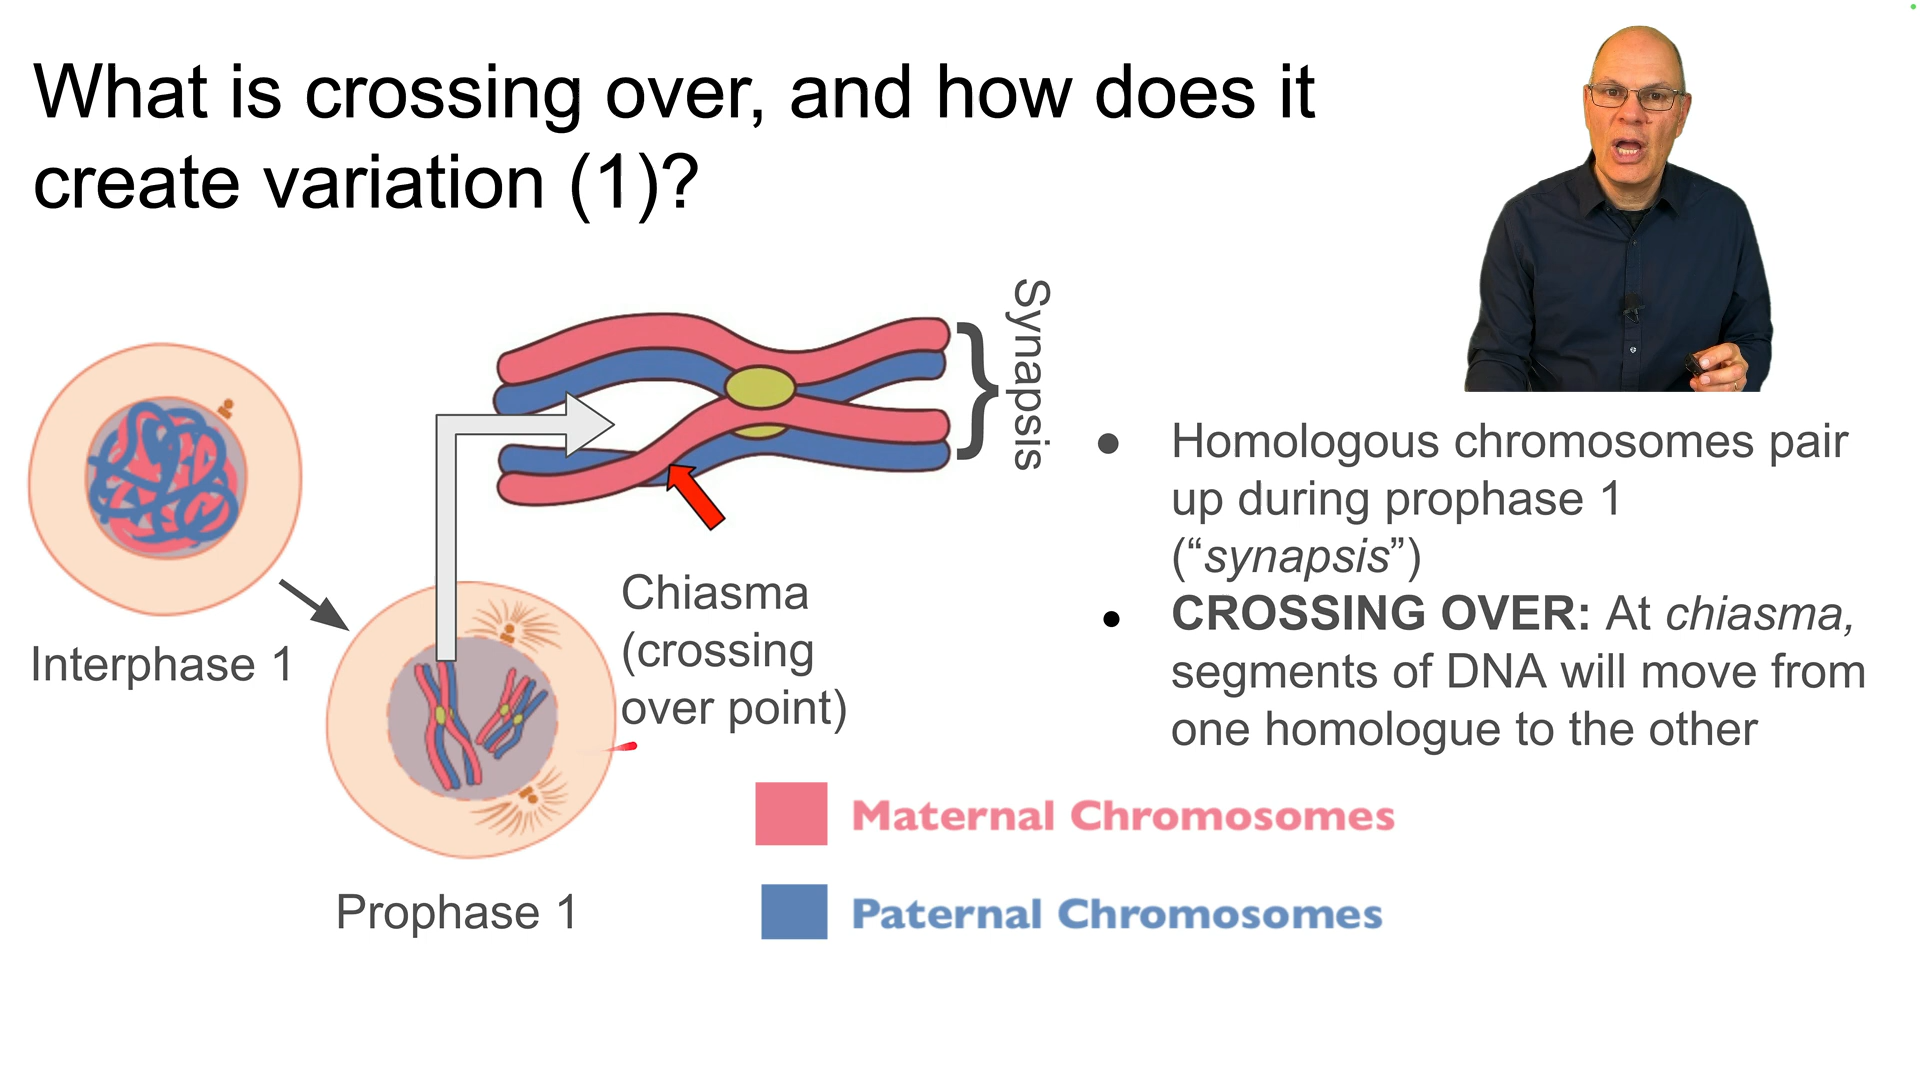 What is crossing over, and how does it
create variation (1)?
Synapsis
Interphase 1
Chiasma
(crossing
over point)
Prophase 1
Maternal Chromosomes
Paternal Chromosomes
● Homologous chromosomes pair
up during prophase 1
(“synapsis”)
● CROSSING OVER: At chiasma,
segments of DNA will move from
one homologue to the other